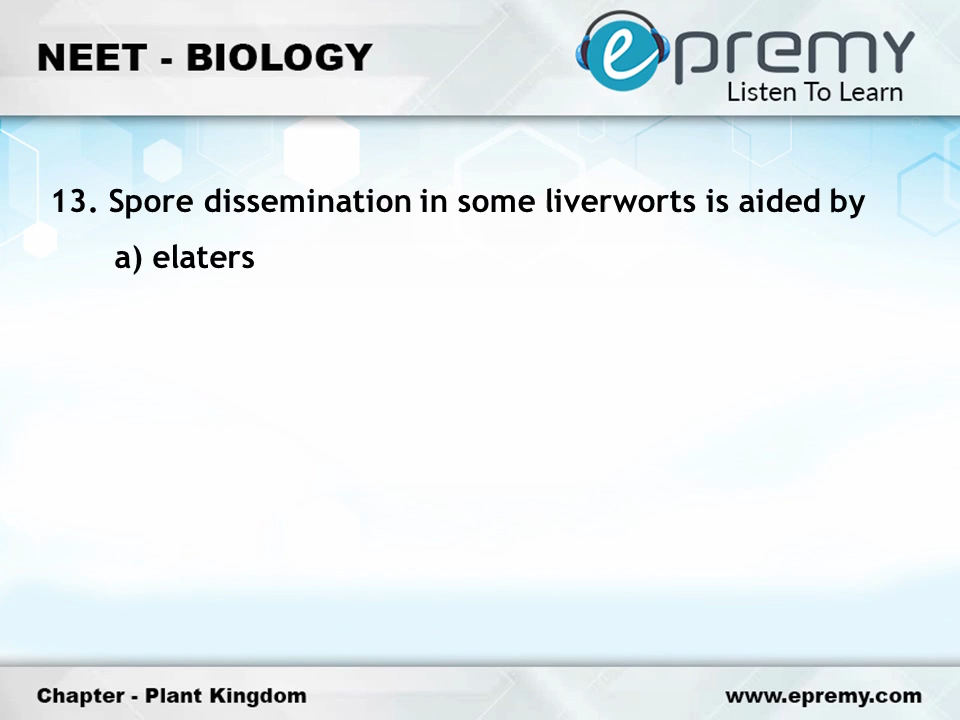 NEET - BIOLOGY
epremy
Listen To Learn
13. Spore dissemination in some liverworts is aided by
a) elaters
Chapter - Plant Kingdom
www.epremy.com